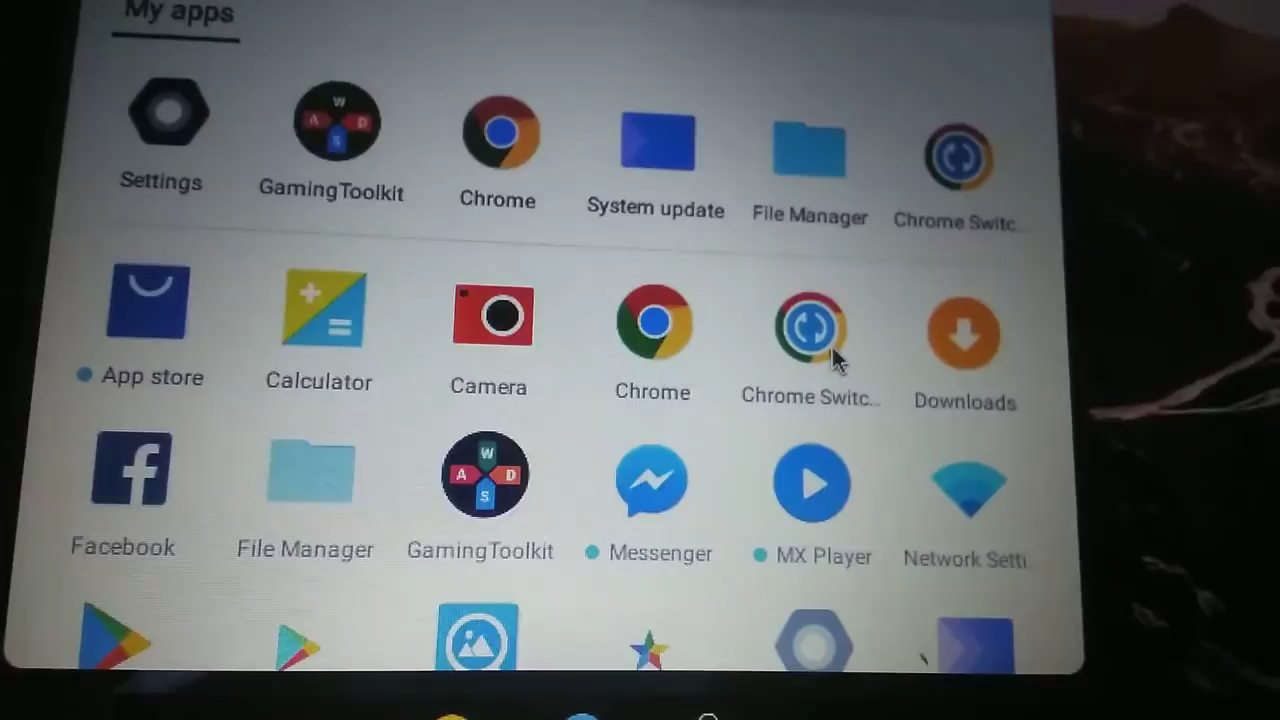 My apps
W
A D
S
Settings GamingToolkit Chrome System update File Manager Chrome Switc...
App store Calculator Camera Chrome Chrome Switc... Downloads
W
A D
S
Facebook File Manager GamingToolkit Messenger MX Player Network Setti